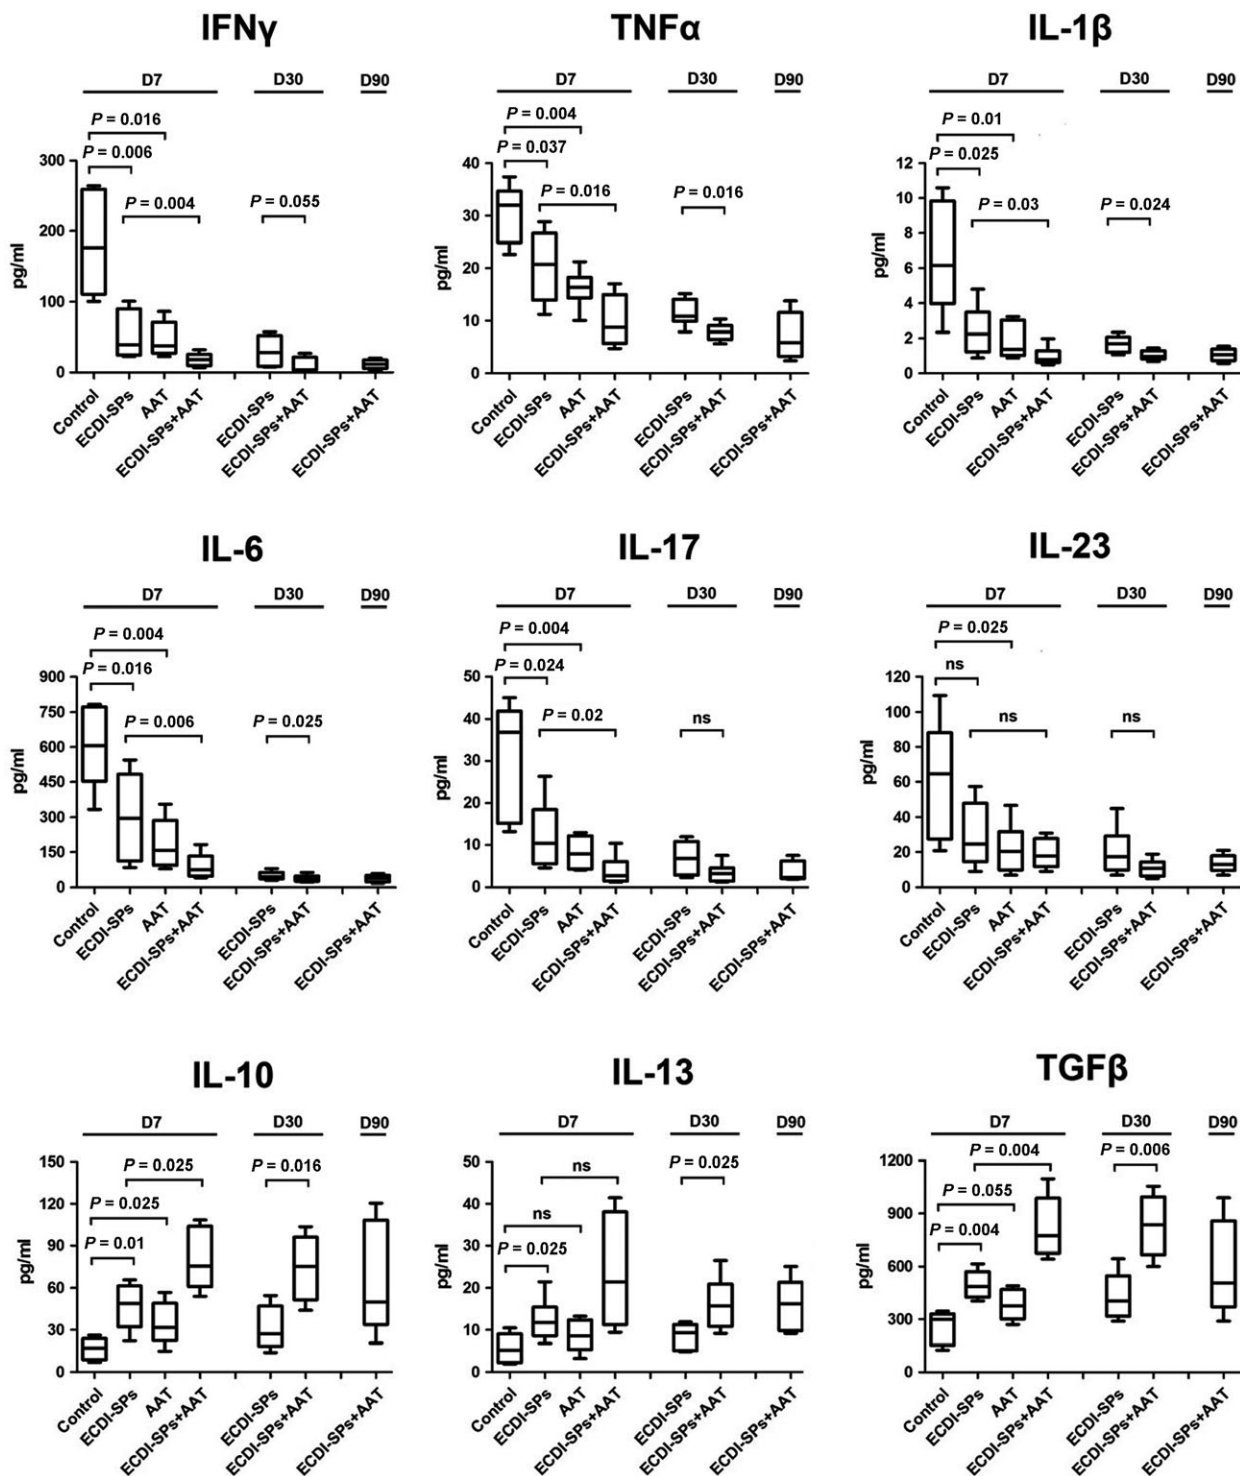 IFNγ
D7 D30 D90
P = 0.016
P = 0.006
P = 0.004
P = 0.055
300
200
100
0
pg/ml
Control
ECDI-SPs
AAT
ECDI-SPs+AAT
ECDI-SPs
ECDI-SPs+AAT
ECDI-SPs+AAT
TNFα
D7 D30 D90
P = 0.004
P = 0.037
P = 0.016
P = 0.016
40
30
20
10
0
pg/ml
Control
ECDI-SPs
AAT
ECDI-SPs+AAT
ECDI-SPs
ECDI-SPs+AAT
ECDI-SPs+AAT
IL-1β
D7 D30 D90
P = 0.01
P = 0.025
P = 0.03
P = 0.024
12
10
8
6
4
2
0
pg/ml
Control
ECDI-SPs
AAT
ECDI-SPs+AAT
ECDI-SPs
ECDI-SPs+AAT
ECDI-SPs+AAT
IL-6
D7 D30 D90
P = 0.004
P = 0.016
P = 0.006
P = 0.025
900
750
600
450
300
150
0
pg/ml
Control
ECDI-SPs
AAT
ECDI-SPs+AAT
ECDI-SPs
ECDI-SPs+AAT
ECDI-SPs+AAT
IL-17
D7 D30 D90
P = 0.004
P = 0.024
P = 0.02
ns
50
40
30
20
10
0
pg/ml
Control
ECDI-SPs
AAT
ECDI-SPs+AAT
ECDI-SPs
ECDI-SPs+AAT
ECDI-SPs+AAT
IL-23
D7 D30 D90
P = 0.025
ns
ns
ns
120
100
80
60
40
20
0
pg/ml
Control
ECDI-SPs
AAT
ECDI-SPs+AAT
ECDI-SPs
ECDI-SPs+AAT
ECDI-SPs+AAT
IL-10
D7 D30 D90
P = 0.025
P = 0.016
P = 0.025
P = 0.01
150
120
90
60
30
0
pg/ml
Control
ECDI-SPs
AAT
ECDI-SPs+AAT
ECDI-SPs
ECDI-SPs+AAT
ECDI-SPs+AAT
IL-13
D7 D30 D90
ns
P = 0.025
ns
P = 0.025
50
40
30
20
10
0
pg/ml
Control
ECDI-SPs
AAT
ECDI-SPs+AAT
ECDI-SPs
ECDI-SPs+AAT
ECDI-SPs+AAT
TGFβ
D7 D30 D90
P = 0.004
P = 0.006
P = 0.055
P = 0.004
1200
900
600
300
0
pg/ml
Control
ECDI-SPs
AAT
ECDI-SPs+AAT
ECDI-SPs
ECDI-SPs+AAT
ECDI-SPs+AAT